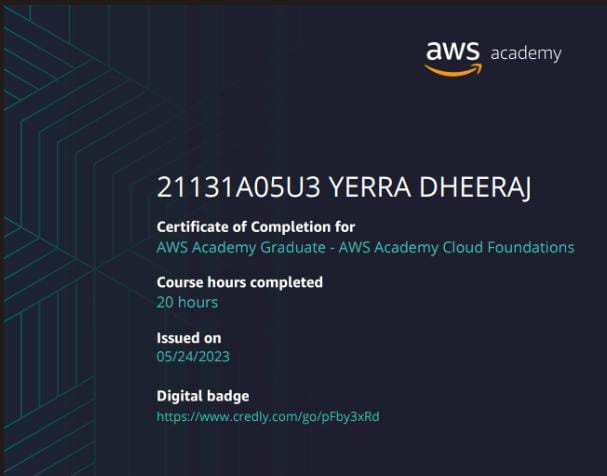 aws academy
21131A05U3 YERRA DHEERAJ
Certificate of Completion for
AWS Academy Graduate - AWS Academy Cloud Foundations
Course hours completed
20 hours
Issued on
05/24/2023
Digital badge
https://www.credly.com/go/pFby3xRd